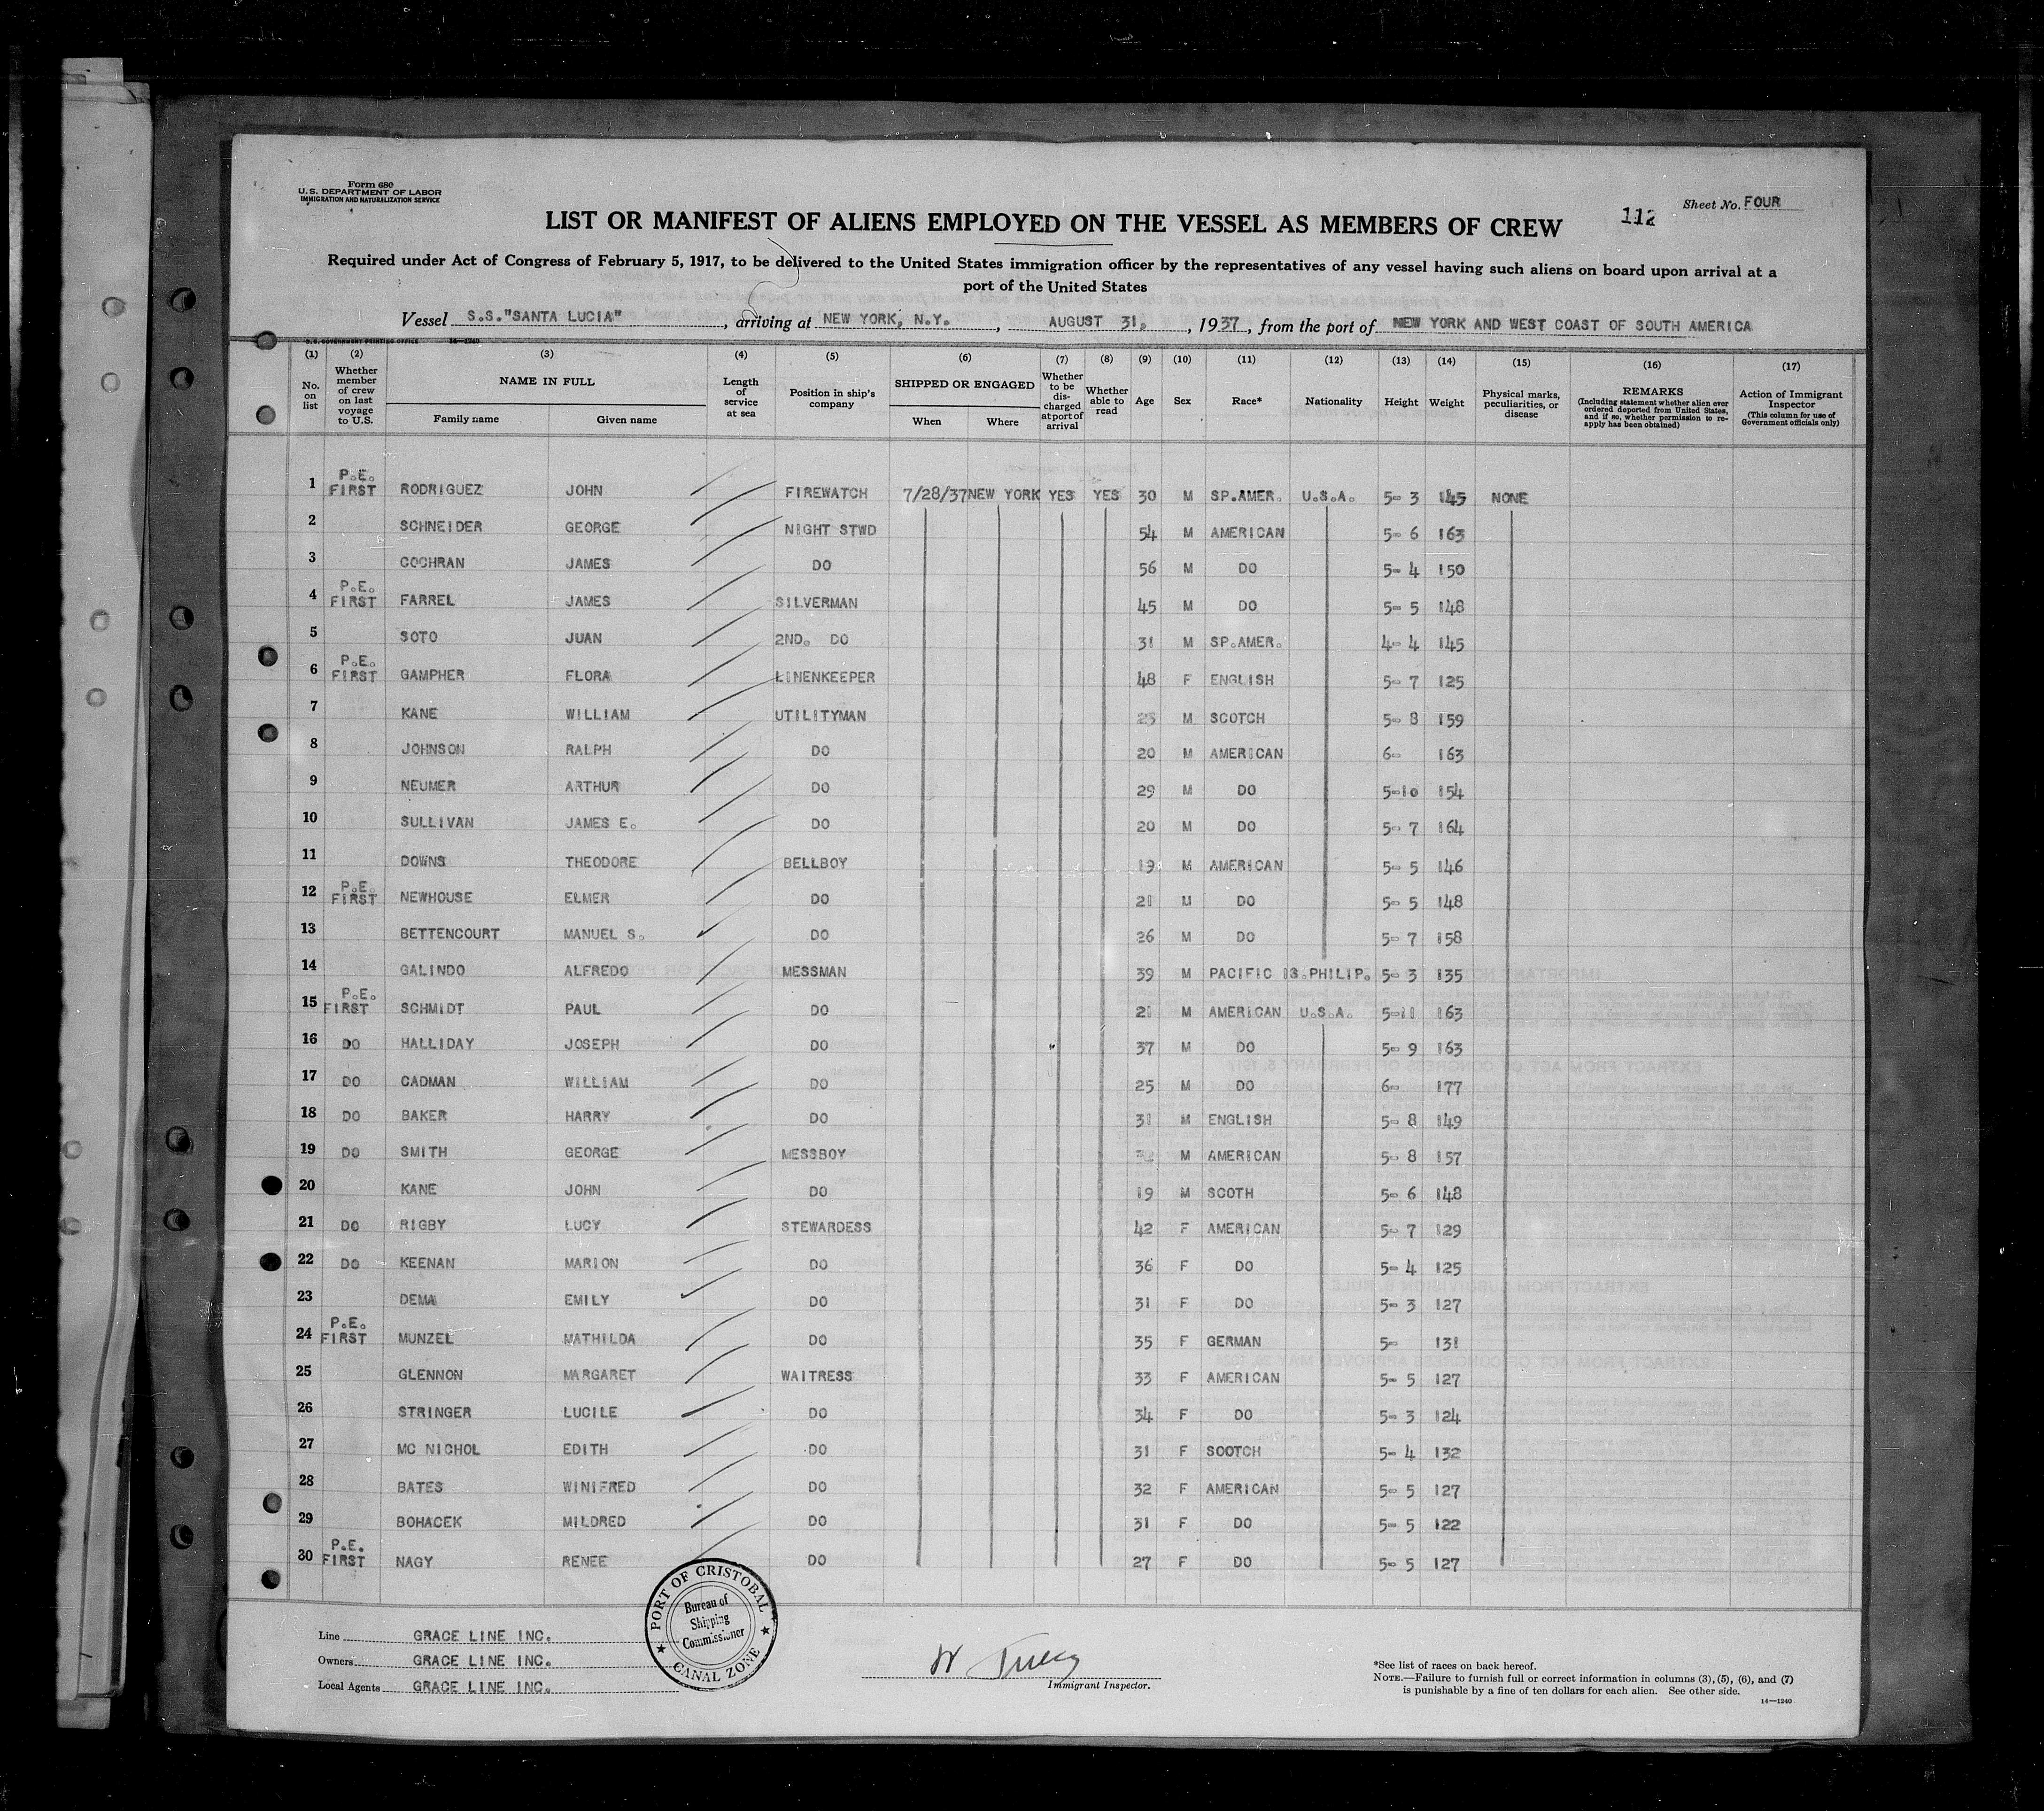 Form 680
U. S. DEPARTMENT OF LABOR
IMMIGRATION AND NATURALIZATION SERVICE
112
Sheet No. FOUR
LIST OR MANIFEST OF ALIENS EMPLOYED ON THE VESSEL AS MEMBERS OF CREW
Required under Act of Congress of February 5, 1917, to be delivered to the United States immigration officer by the representatives of any vessel having such aliens on board upon arrival at a
port of the United States
Vessel S.S."SANTA LUCIA", arriving at NEW YORK, N.Y., AUGUST 31, 1937, from the port of NEW YORK AND WEST COAST OF SOUTH AMERICA
U. S. GOVERNMENT PRINTING OFFICE 14—1240
(1) (2) (3) (4) (5) (6) (7) (8) (9) (10) (11) (12) (13) (14) (15) (16) (17)
No. on list
Whether member of crew on last voyage to U.S.
NAME IN FULL
Family name
Given name
Length of service at sea
Position in ship's company
SHIPPED OR ENGAGED
When
Where
Whether to be discharged at port of arrival
Whether able to read
Age
Sex
Race*
Nationality
Height
Weight
Physical marks, peculiarities, or disease
REMARKS
(Including statement whether alien ever ordered deported from United States, and if so, whether permission to re-apply has been obtained)
Action of Immigrant Inspector
(This column for use of Government officials only)
1 P.E. FIRST RODRIGUEZ JOHN FIREWATCH 7/28/37 NEW YORK YES YES 30 M SP.AMER. U.S.A. 5- 3 145 NONE
2 SCHNEIDER GEORGE NIGHT STWD 54 M AMERICAN 5- 6 163
3 COCHRAN JAMES DO 56 M DO 5- 4 150
4 P.E. FIRST FARREL JAMES SILVERMAN 45 M DO 5- 5 148
5 SOTO JUAN 2ND. DO 31 M SP.AMER. 4- 4 145
6 P.E. FIRST GAMPHER FLORA LINENKEEPER 48 F ENGLISH 5- 7 125
7 KANE WILLIAM UTILITYMAN 23 M SCOTCH 5- 8 159
8 JOHNSON RALPH DO 20 M AMERICAN 6- 163
9 NEUMER ARTHUR DO 29 M DO 5-10 154
10 SULLIVAN JAMES E. DO 20 M DO 5- 7 164
11 DOWNS THEODORE BELLBOY 19 M AMERICAN 5- 5 146
12 P.E. FIRST NEWHOUSE ELMER DO 21 M DO 5- 5 148
13 BETTENCOURT MANUEL S. DO 26 M DO 5- 7 158
14 GALINDO ALFREDO MESSMAN 39 M PACIFIC IS.PHILIP. 5- 3 135
15 P.E. FIRST SCHMIDT PAUL DO 21 M AMERICAN U.S.A. 5-11 163
16 DO HALLIDAY JOSEPH DO 37 M DO 5- 9 163
17 DO CADMAN WILLIAM DO 25 M DO 6- 177
18 DO BAKER HARRY DO 31 M ENGLISH 5- 8 149
19 DO SMITH GEORGE MESSBOY M AMERICAN 5- 8 157
20 KANE JOHN DO 19 M SCOTH 5- 6 148
21 DO RIGBY LUCY STEWARDESS 42 F AMERICAN 5- 7 129
22 DO KEENAN MARION DO 36 F DO 5- 4 125
23 DEMA EMILY DO 31 F DO 5- 3 127
24 P.E. FIRST MUNZEL MATHILDA DO 35 F GERMAN 5- 131
25 GLENNON MARGARET WAITRESS 33 F AMERICAN 5- 5 127
26 STRINGER LUCILE DO 34 F DO 5- 3 124
27 MC NICHOL EDITH DO 31 F SCOTCH 5- 4 132
28 BATES WINIFRED DO 32 F AMERICAN 5- 5 127
29 BOHACEK MILDRED DO 31 F DO 5- 5 122
30 P.E. FIRST NAGY RENEE DO 27 F DO 5- 5 127
Line GRACE LINE INC.
Owners GRACE LINE INC.
Local Agents GRACE LINE INC.
PORT OF CRISTOBAL
Bureau of
Shipping
Commissioner
CANAL ZONE
Immigrant Inspector.
*See list of races on back hereof.
NOTE.—Failure to furnish full or correct information in columns (3), (5), (6), and (7)
is punishable by a fine of ten dollars for each alien. See other side.
14—1240